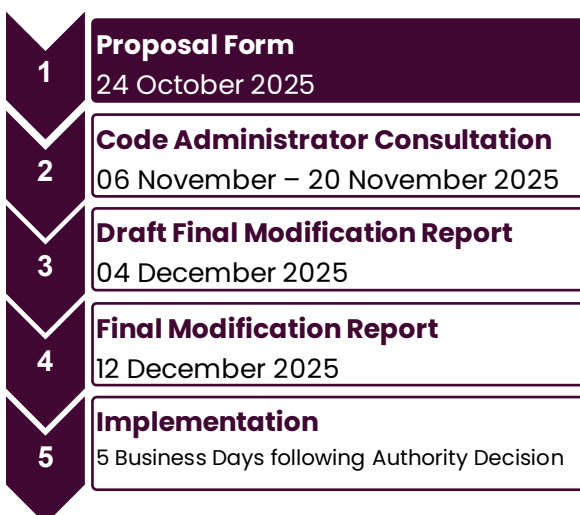 1
Proposal Form
24 October 2025
2
Code Administrator Consultation
06 November – 20 November 2025
3
Draft Final Modification Report
04 December 2025
4
Final Modification Report
12 December 2025
5
Implementation
5 Business Days following Authority Decision